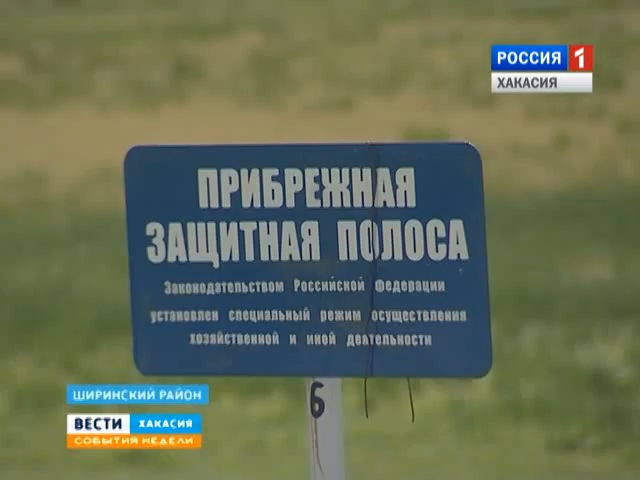 РОССИЯ 1
ХАКАСИЯ
ПРИБРЕЖНАЯ
ЗАЩИТНАЯ ПОЛОСА
Законодательством Российской Федерации
установлен специальный режим осуществления
хозяйственной и иной деятельности
6
ШИРИНСКИЙ РАЙОН
ВЕСТИ ХАКАСИЯ
СОБЫТИЯ НЕДЕЛИ